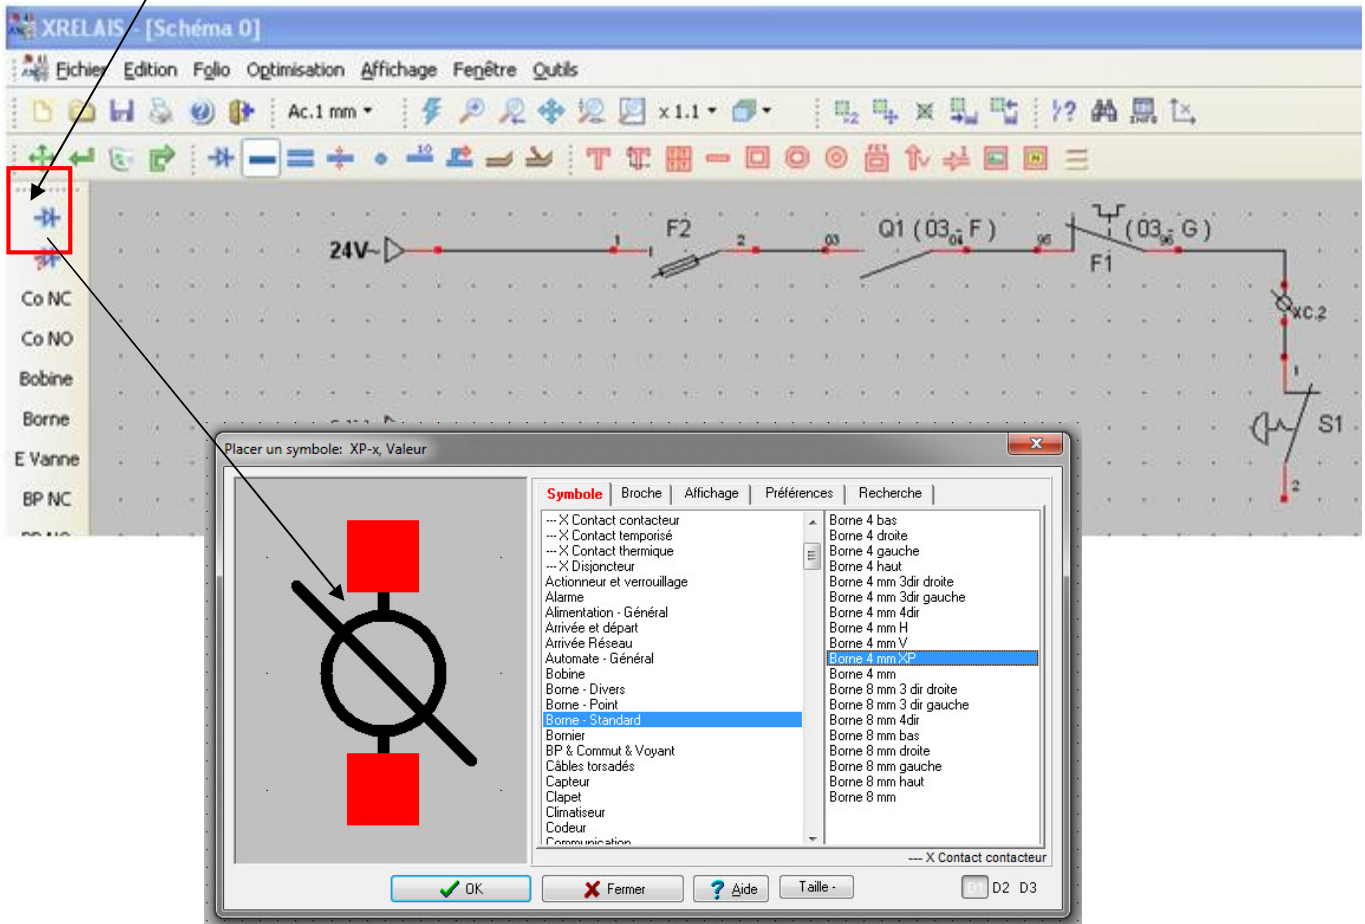 XRELAIS - [Schéma 0]
Fichier Edition Folio Optimisation Affichage Fenêtre Outils
Ac.1 mm x 1.1
10
Co NC
Co NO
Bobine
Borne
E Vanne
BP NC
24V~
1 F2 2 03 Q1 ( 03 - F ) 04 95 F1 ( 03 - G ) 96
XC.2
1
S1
2
Placer un symbole: XP-x, Valeur
Symbole Broche Affichage Préférences Recherche
--- X Contact contacteur
--- X Contact temporisé
--- X Contact thermique
--- X Disjoncteur
Actionneur et verrouillage
Alarme
Alimentation - Général
Arrivée et départ
Arrivée Réseau
Automate - Général
Bobine
Borne - Divers
Borne - Point
Borne - Standard
Bornier
BP & Commut & Voyant
Câbles torsadés
Capteur
Clapet
Climatiseur
Codeur
Communication
Borne 4 bas
Borne 4 droite
Borne 4 gauche
Borne 4 haut
Borne 4 mm 3dir droite
Borne 4 mm 3dir gauche
Borne 4 mm 4dir
Borne 4 mm H
Borne 4 mm V
Borne 4 mm XP
Borne 4 mm
Borne 8 mm 3 dir droite
Borne 8 mm 3 dir gauche
Borne 8 mm 4dir
Borne 8 mm bas
Borne 8 mm droite
Borne 8 mm gauche
Borne 8 mm haut
Borne 8 mm
--- X Contact contacteur
OK Fermer Aide Taille - D1 D2 D3